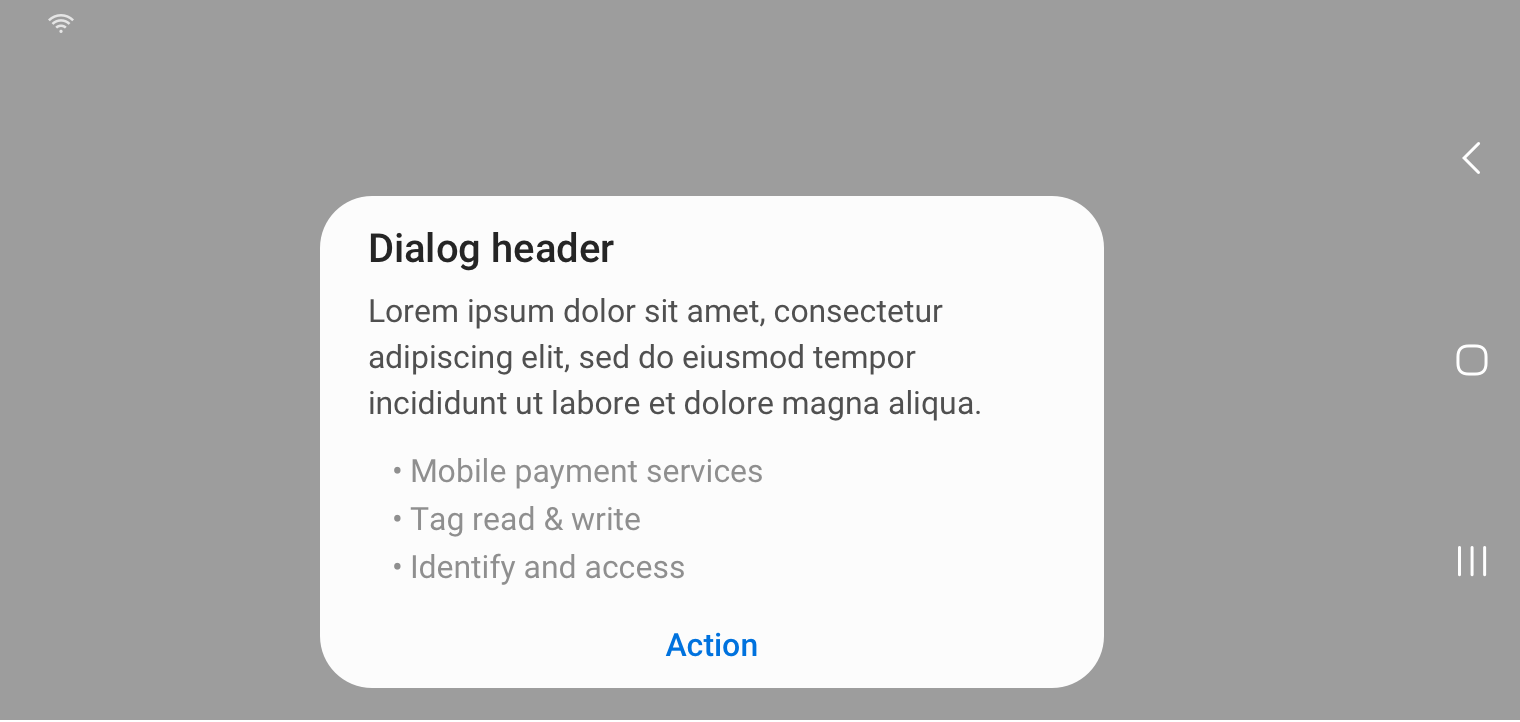 Dialog header
Lorem ipsum dolor sit amet, consectetur
adipiscing elit, sed do eiusmod tempor
incididunt ut labore et dolore magna aliqua.
• Mobile payment services
• Tag read & write
• Identify and access
Action